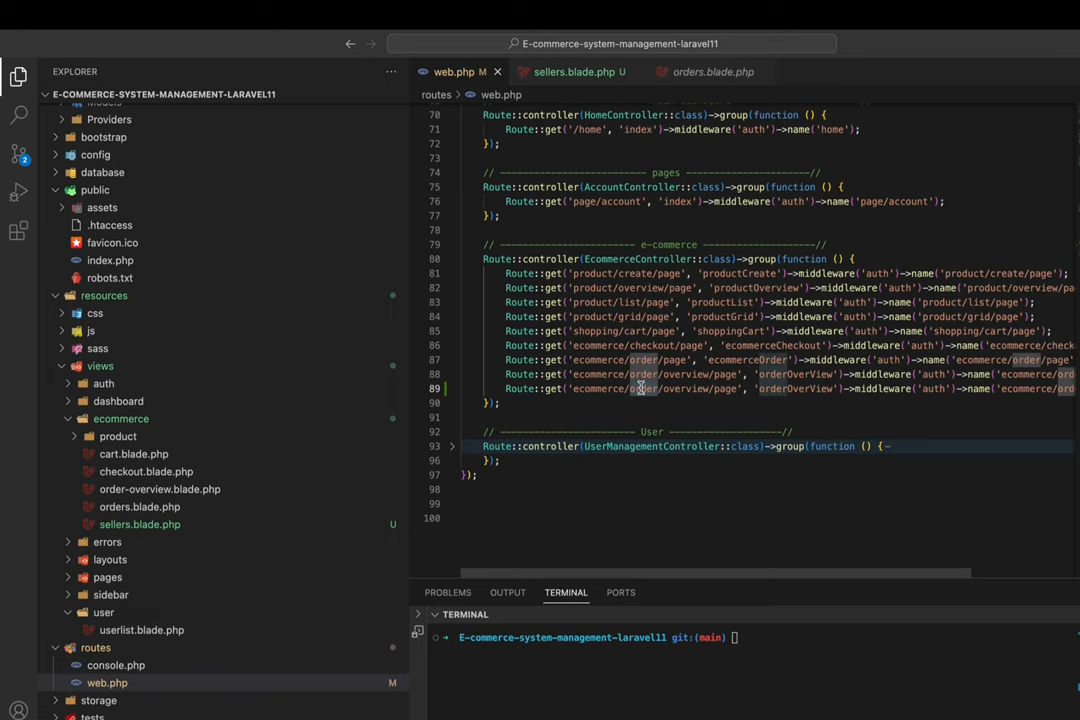 E-commerce-system-management-laravel11
EXPLORER
E-COMMERCE-SYSTEM-MANAGEMENT-LARAVEL11
Models
Providers
bootstrap
config
database
public
assets
.htaccess
favicon.ico
index.php
robots.txt
resources
css
js
sass
views
auth
dashboard
ecommerce
product
cart.blade.php
checkout.blade.php
order-overview.blade.php
orders.blade.php
sellers.blade.php U
errors
layouts
pages
sidebar
user
userlist.blade.php
routes
console.php
web.php M
storage
tests
2
web.php M
sellers.blade.php U
orders.blade.php
routes > web.php
70 Route::controller(HomeController::class)->group(function () {
71 Route::get('/home', 'index')->middleware('auth')->name('home');
72 });
73
74 // -------------------------- pages ----------------------//
75 Route::controller(AccountController::class)->group(function () {
76 Route::get('page/account', 'index')->middleware('auth')->name('page/account');
77 });
78
79 // ------------------------ e-commerce --------------------//
80 Route::controller(EcommerceController::class)->group(function () {
81 Route::get('product/create/page', 'productCreate')->middleware('auth')->name('product/create/page');
82 Route::get('product/overview/page', 'productOverview')->middleware('auth')->name('product/overview/pa
83 Route::get('product/list/page', 'productList')->middleware('auth')->name('product/list/page');
84 Route::get('product/grid/page', 'productGrid')->middleware('auth')->name('product/grid/page');
85 Route::get('shopping/cart/page', 'shoppingCart')->middleware('auth')->name('shopping/cart/page');
86 Route::get('ecommerce/checkout/page', 'ecommerceCheckout')->middleware('auth')->name('ecommerce/check
87 Route::get('ecommerce/order/page', 'ecommerceOrder')->middleware('auth')->name('ecommerce/order/page'
88 Route::get('ecommerce/order/overview/page', 'orderOverView')->middleware('auth')->name('ecommerce/ord
89 Route::get('ecommerce/order/overview/page', 'orderOverView')->middleware('auth')->name('ecommerce/ord
90 });
91
92 // ------------------------- User --------------------//
93 Route::controller(UserManagementController::class)->group(function () {
96 });
97 });
98
99
100
PROBLEMS OUTPUT TERMINAL PORTS
TERMINAL
E-commerce-system-management-laravel11 git:(main)